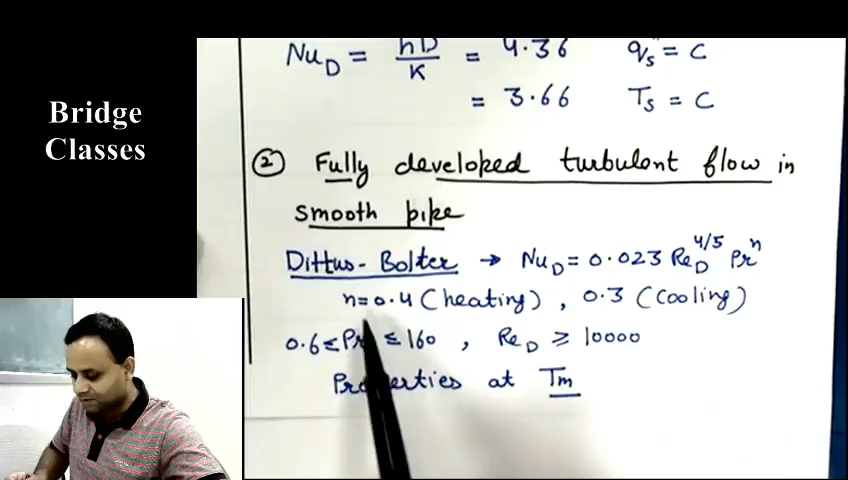 Bridge
Classes
Nu_D = hD/K = 4.36 q_s" = C
= 3.66 T_s = C
② Fully developed turbulent flow in
smooth pipe
Dittus-Bolter → Nu_D = 0.023 Re_D^4/5 Pr^n
n=0.4 (heating), 0.3 (cooling)
0.6 ≤ Pr ≤ 160, Re_D ≥ 10000
Properties at Tm